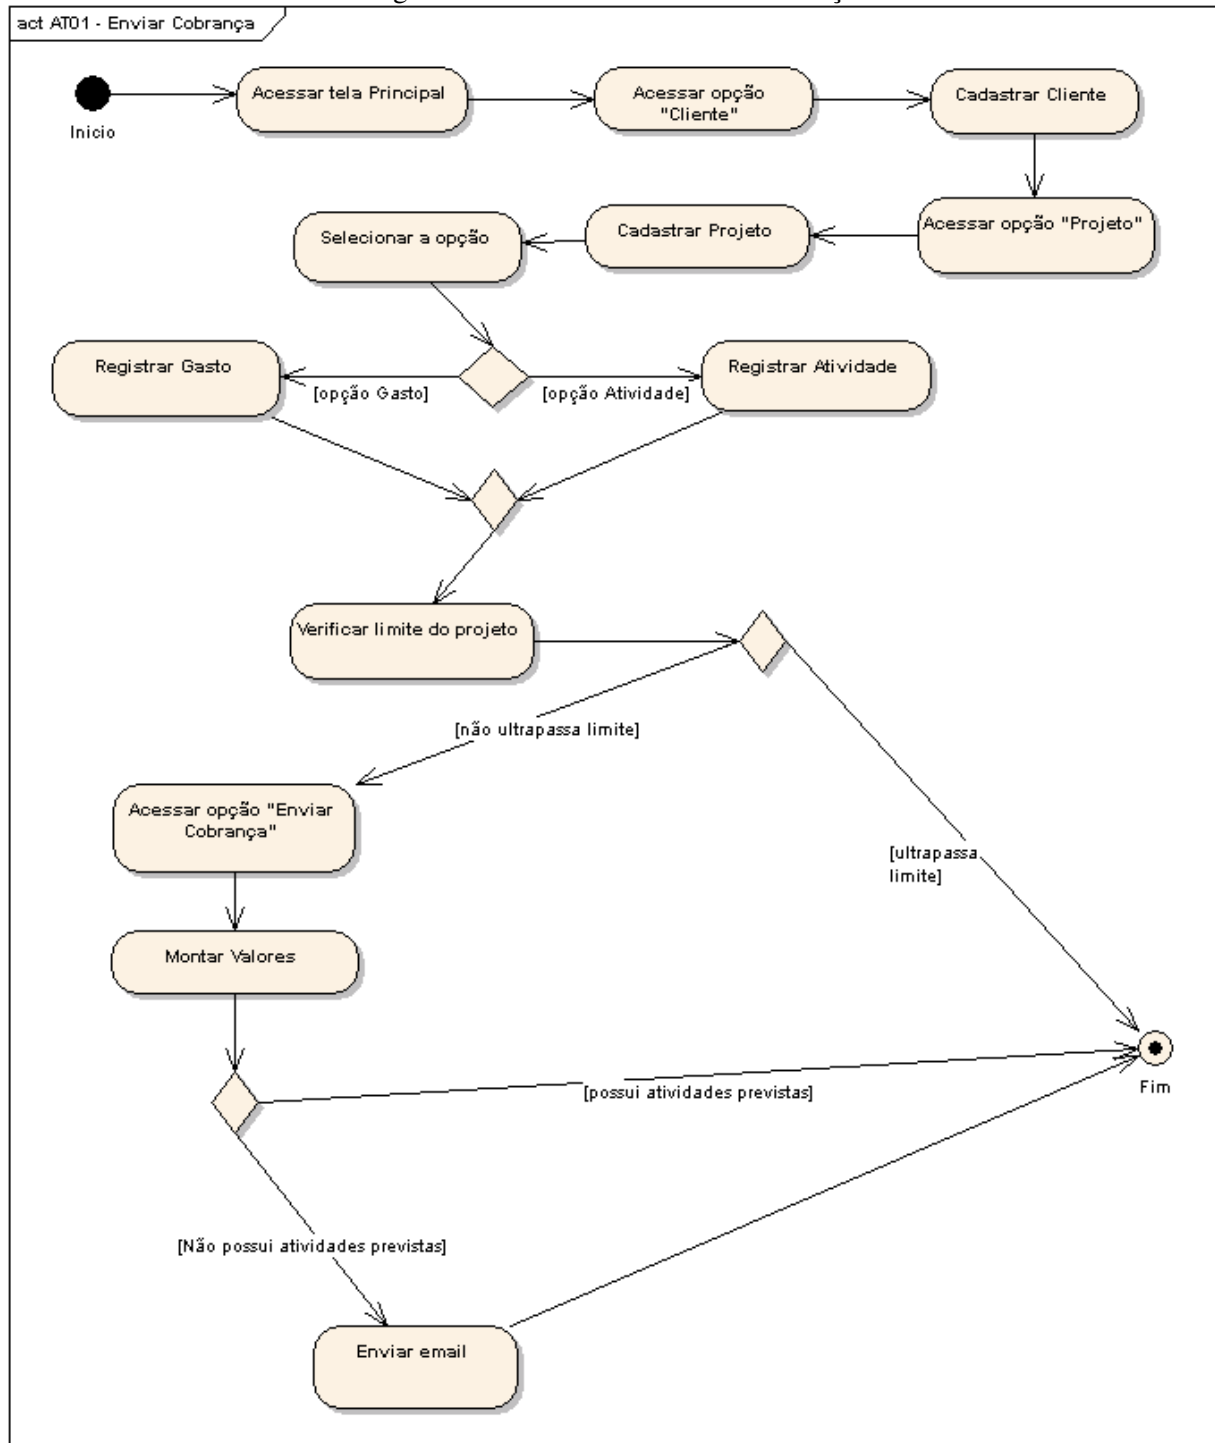 act AT01 - Enviar Cobrança
Inicio
Acessar tela Principal
Acessar opção
"Cliente"
Cadastrar Cliente
Selecionar a opção
Cadastrar Projeto
Acessar opção "Projeto"
Registrar Gasto
[opção Gasto]
[opção Atividade]
Registrar Atividade
Verificar limite do projeto
[não ultrapassa limite]
Acessar opção "Enviar
Cobrança"
[ultrapassa
limite]
Montar Valores
[possui atividades previstas]
Fim
[Não possui atividades previstas]
Enviar email